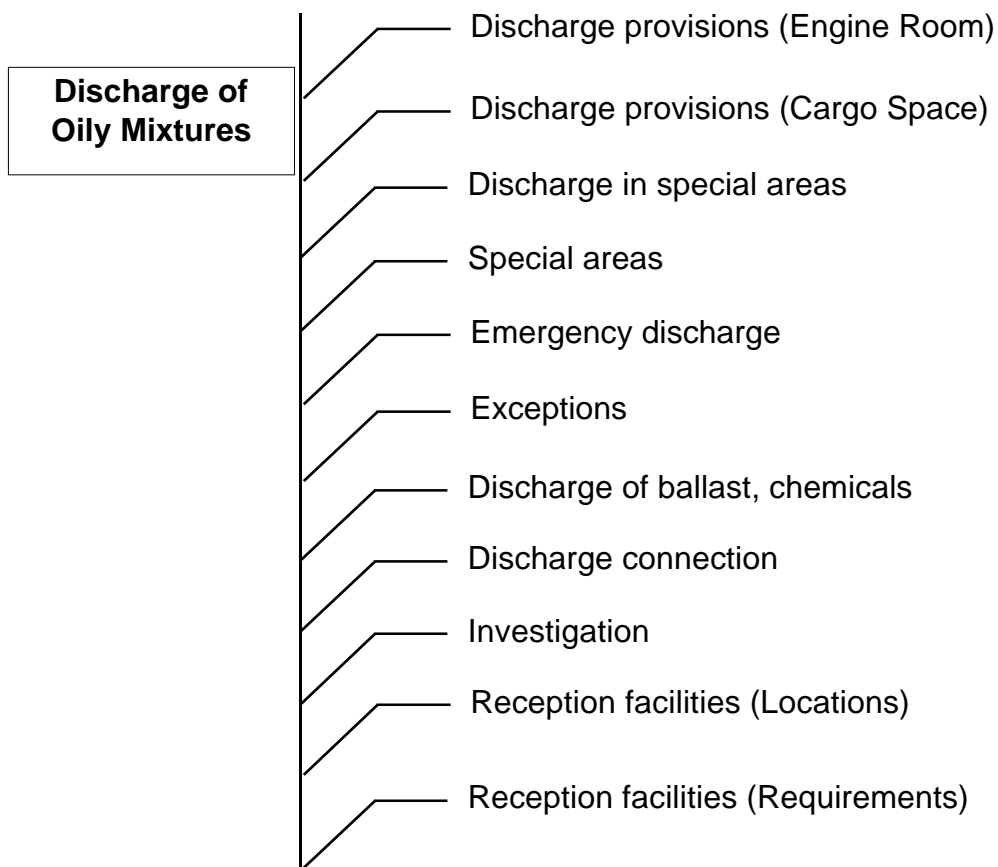 Discharge provisions (Engine Room)
Discharge of
Oily Mixtures
Discharge provisions (Cargo Space)
Discharge in special areas
Special areas
Emergency discharge
Exceptions
Discharge of ballast, chemicals
Discharge connection
Investigation
Reception facilities (Locations)
Reception facilities (Requirements)